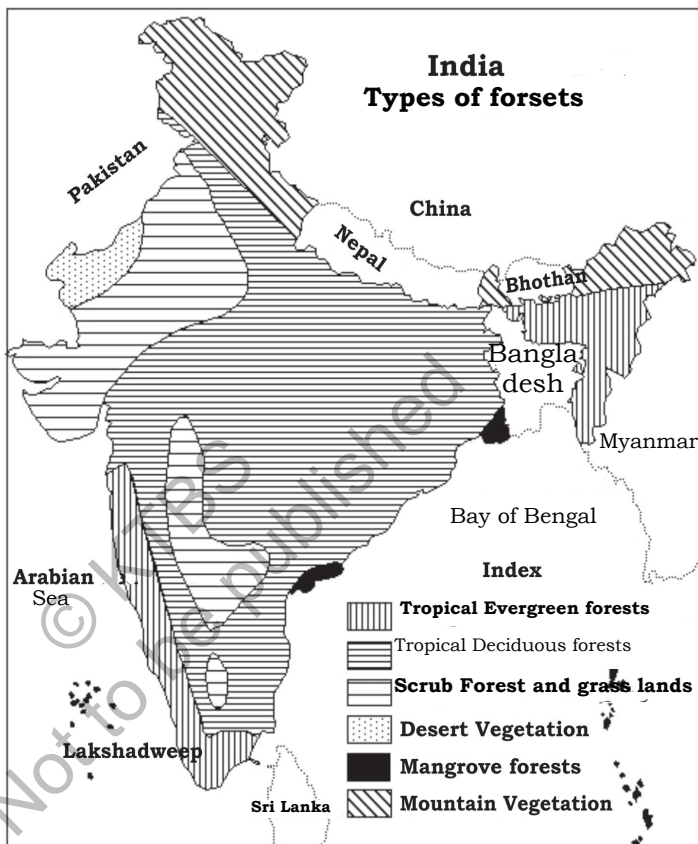 India
Types of forsets
Pakistan
China
Nepal
Bhothan
Bangla
desh
Myanmar
Bay of Bengal
Arabian
Sea
Index
Tropical Evergreen forests
Tropical Deciduous forests
Scrub Forest and grass lands
Desert Vegetation
Mangrove forests
Mountain Vegetation
Lakshadweep
Sri Lanka
© KTBS
Not to be published